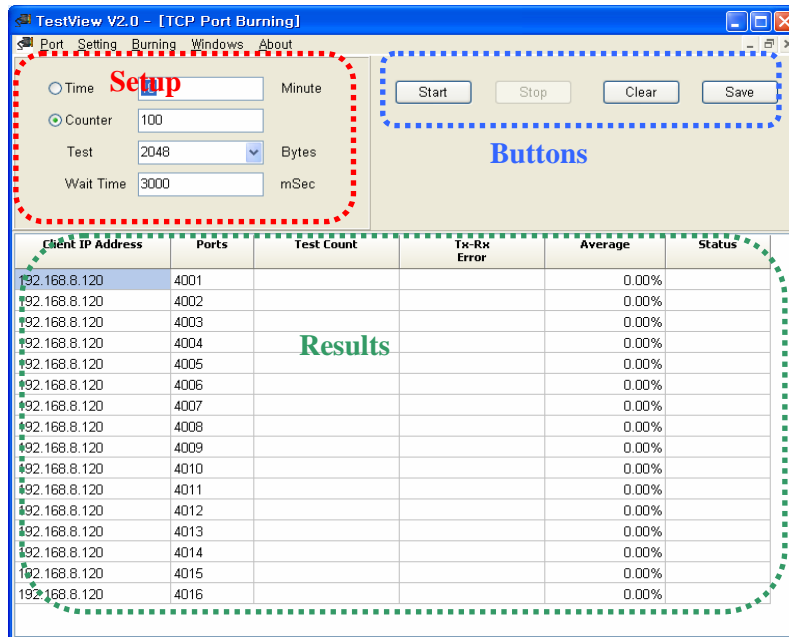 TestView V2.0 - [TCP Port Burning]
Port Setting Burning Windows About
Setup
Time Minute
Counter 100
Test 2048 Bytes
Wait Time 3000 mSec
Start Stop Clear Save
Buttons
Client IP Address Ports Test Count Tx-Rx Error Average Status
192.168.8.120 4001 0.00%
192.168.8.120 4002 0.00%
192.168.8.120 4003 0.00%
192.168.8.120 4004 0.00%
Results
192.168.8.120 4005 0.00%
192.168.8.120 4006 0.00%
192.168.8.120 4007 0.00%
192.168.8.120 4008 0.00%
192.168.8.120 4009 0.00%
192.168.8.120 4010 0.00%
192.168.8.120 4011 0.00%
192.168.8.120 4012 0.00%
192.168.8.120 4013 0.00%
192.168.8.120 4014 0.00%
192.168.8.120 4015 0.00%
192.168.8.120 4016 0.00%